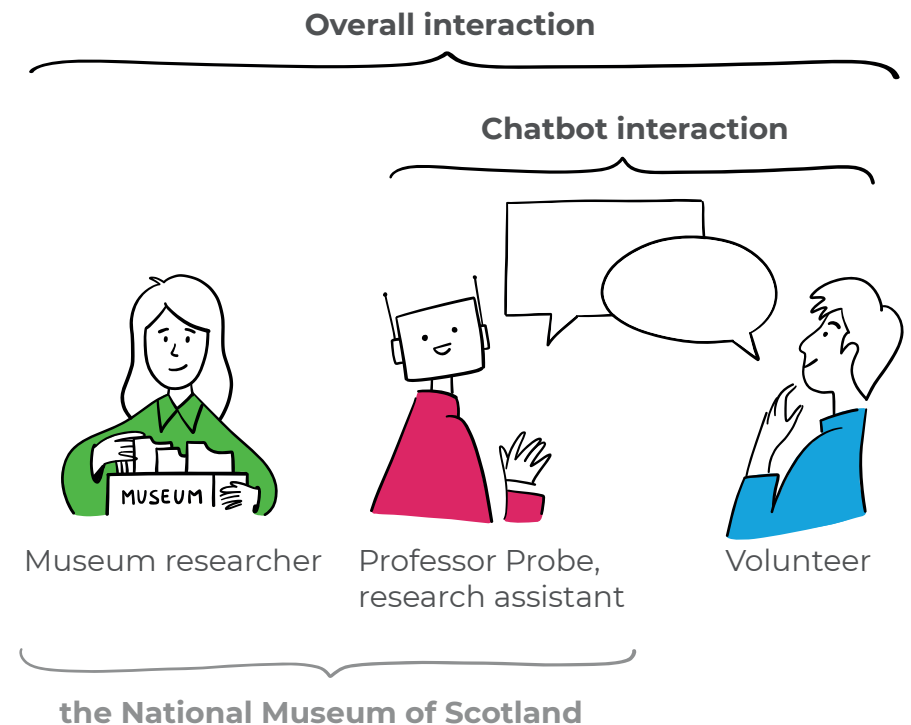 Overall interaction
Chatbot interaction
MUSEUM
Museum researcher
Professor Probe,
research assistant
Volunteer
the National Museum of Scotland